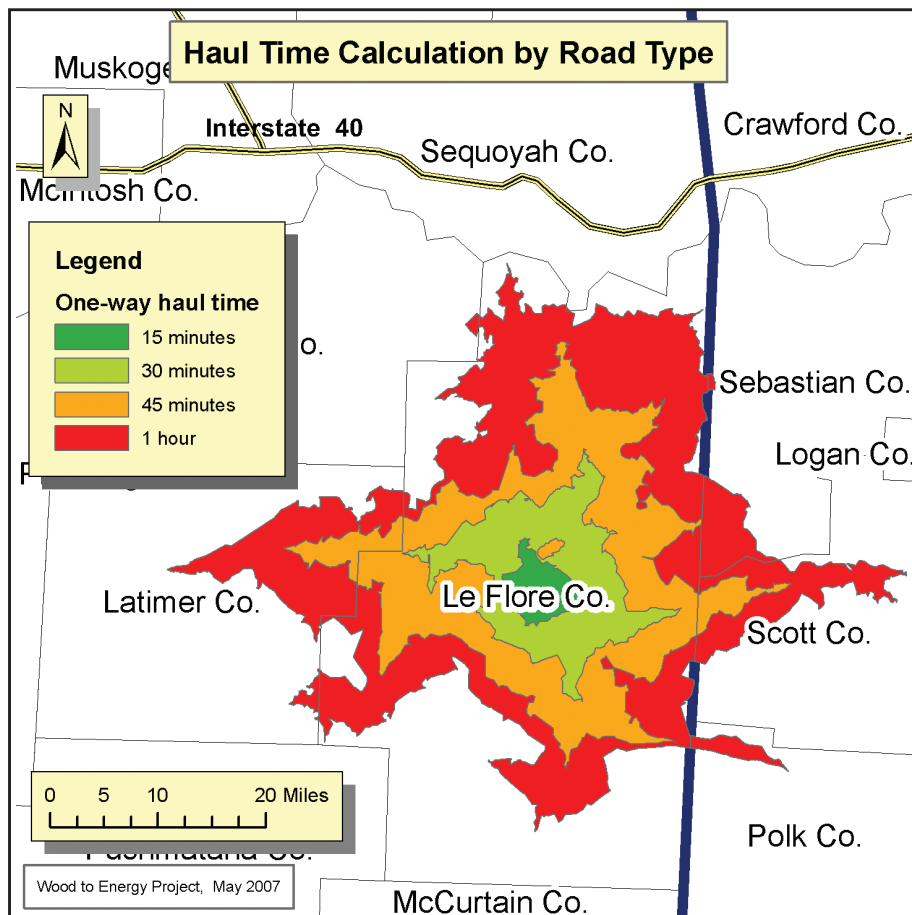 Haul Time Calculation by Road Type
N
Interstate 40
Crawford Co.
Sequoyah Co.
McIntosh Co.
Legend
One-way haul time
15 minutes
30 minutes
45 minutes
1 hour
Sebastian Co.
Logan Co.
Le Flore Co.
Latimer Co.
Scott Co.
0 5 10 20 Miles
Polk Co.
Wood to Energy Project, May 2007
McCurtain Co.